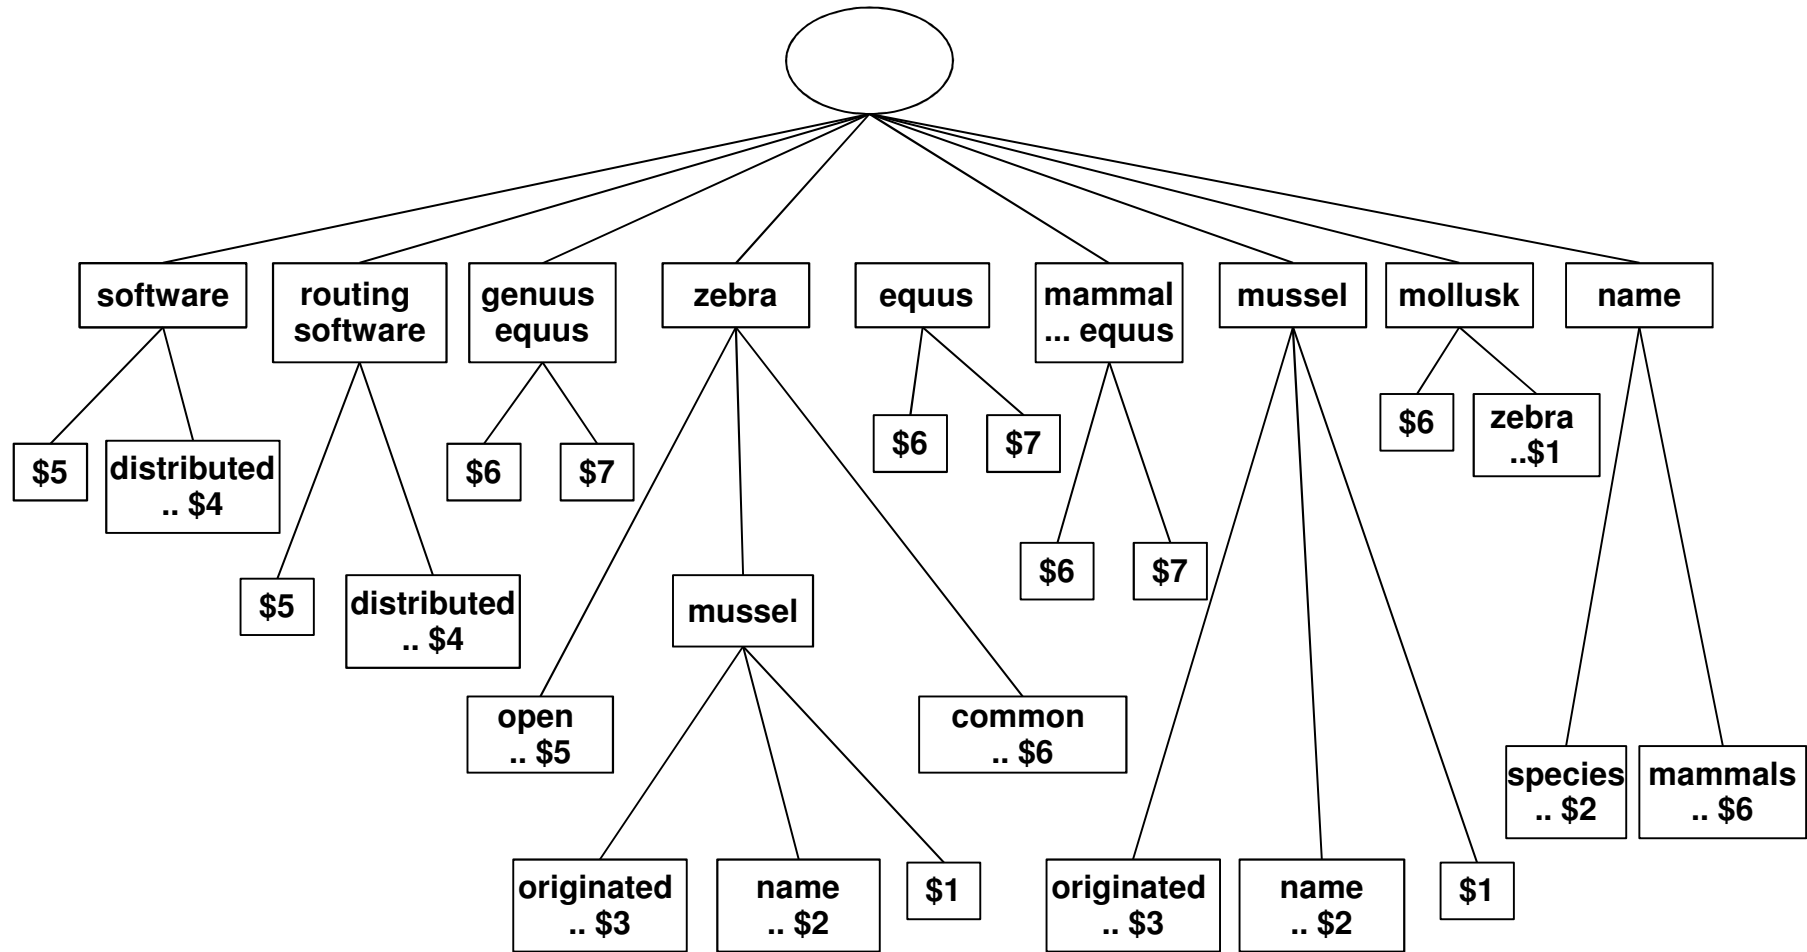 software
routing
software
genuus
equus
zebra
equus
mammal
... equus
mussel
mollusk
name
$5
distributed
.. $4
$6
$7
$6
$7
$6
zebra
..$1
$5
distributed
.. $4
mussel
$6
$7
open
.. $5
common
.. $6
species
.. $2
mammals
.. $6
originated
.. $3
name
.. $2
$1
originated
.. $3
name
.. $2
$1